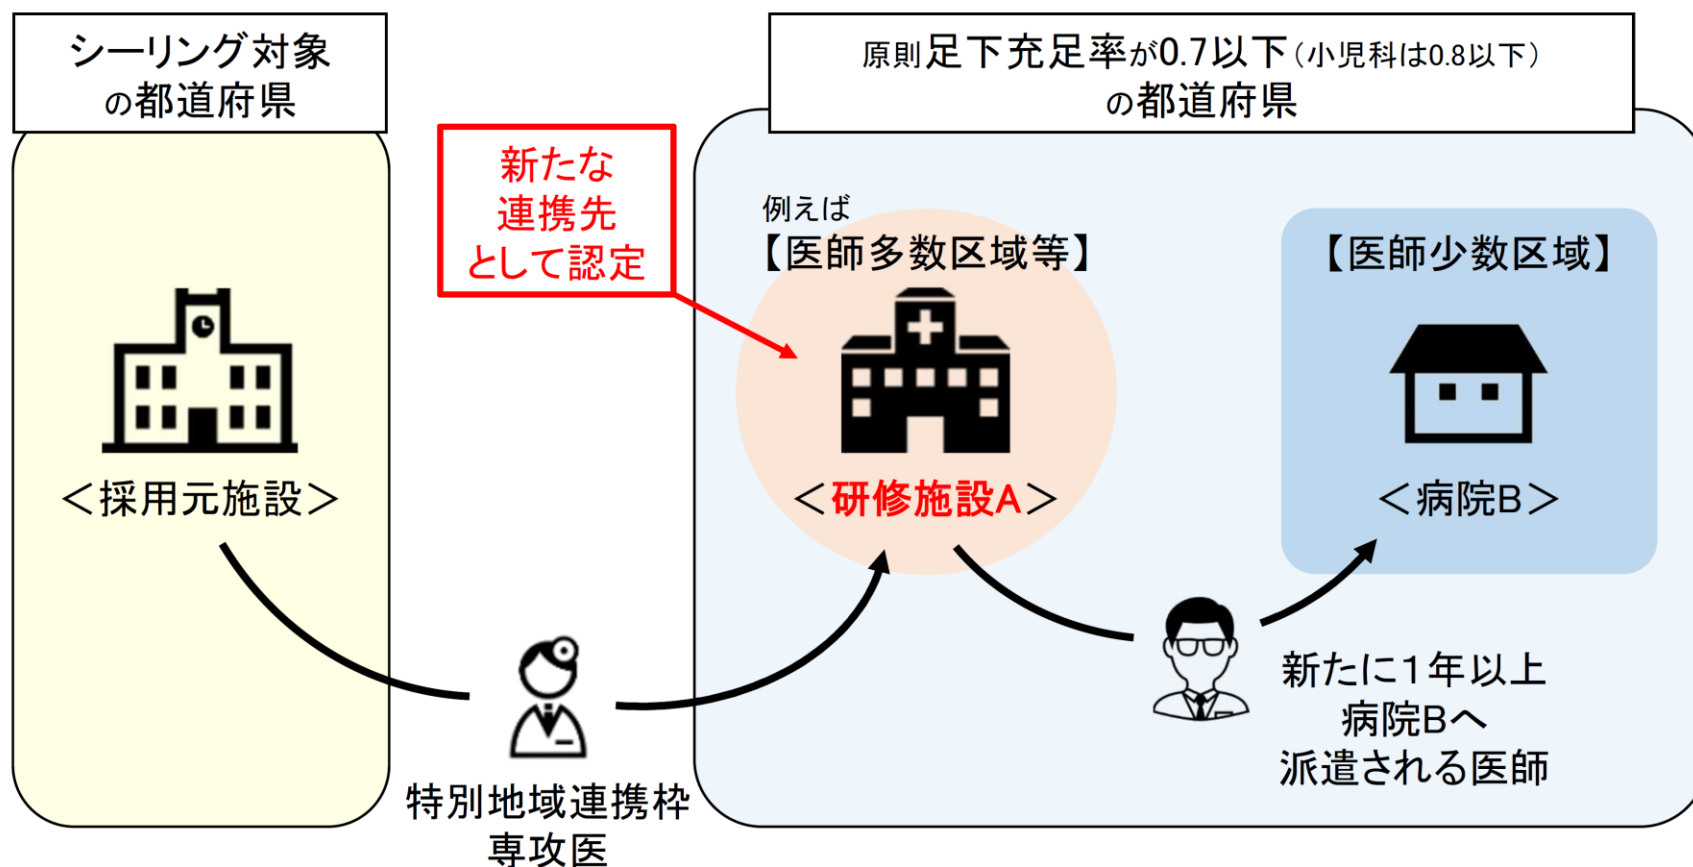 シーリング対象
の都道府県
原則足下充足率が0.7以下（小児科は0.8以下）
の都道府県
新たな
連携先
として認定
例えば
【医師多数区域等】
【医師少数区域】
＜採用元施設＞
＜研修施設A＞
＜病院B＞
特別地域連携枠
専攻医
新たに１年以上
病院Bへ
派遣される医師